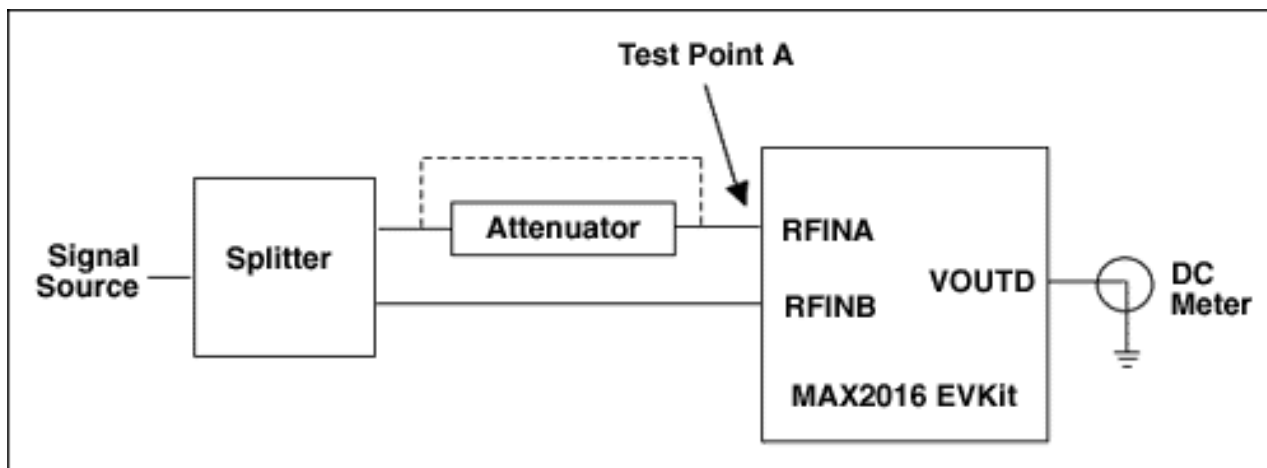 Test Point A
Attenuator
Signal
Source
Splitter
RFINA
RFINB
VOUTD
DC
Meter
MAX2016 EVKit